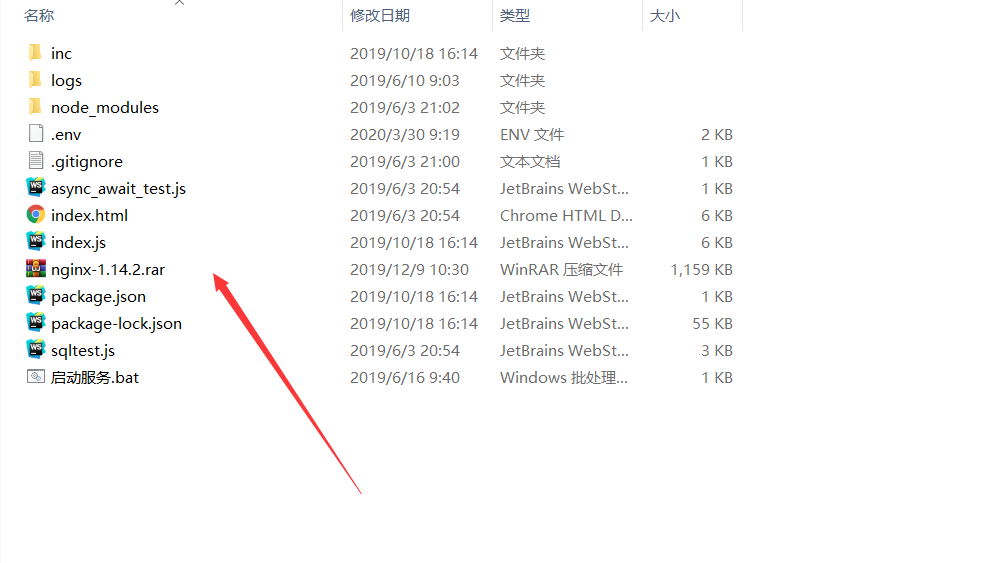 名称 修改日期 类型 大小
inc 2019/10/18 16:14 文件夹
logs 2019/6/10 9:03 文件夹
node_modules 2019/6/3 21:02 文件夹
.env 2020/3/30 9:19 ENV 文件 2 KB
.gitignore 2019/6/3 21:00 文本文档 1 KB
async_await_test.js 2019/6/3 20:54 JetBrains WebSt... 1 KB
index.html 2019/6/3 20:54 Chrome HTML D... 6 KB
index.js 2019/10/18 16:14 JetBrains WebSt... 6 KB
nginx-1.14.2.rar 2019/12/9 10:30 WinRAR 压缩文件 1,159 KB
package.json 2019/10/18 16:14 JetBrains WebSt... 1 KB
package-lock.json 2019/10/18 16:14 JetBrains WebSt... 55 KB
sqltest.js 2019/6/3 20:54 JetBrains WebSt... 3 KB
启动服务.bat 2019/6/16 9:40 Windows 批处理... 1 KB